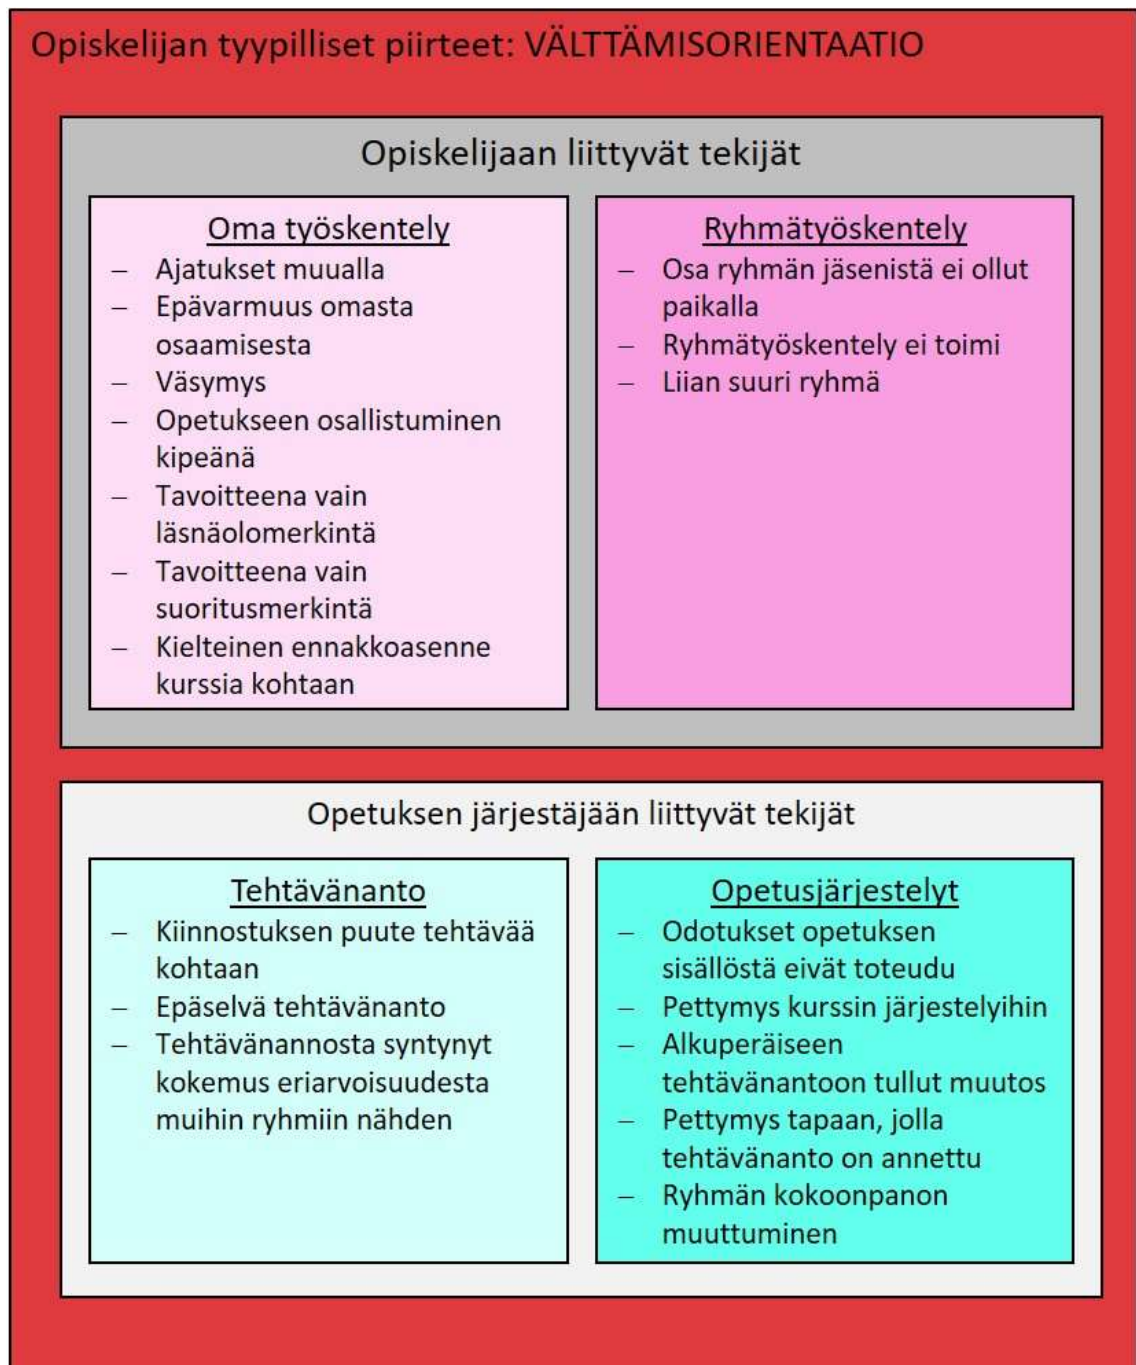 Opiskelijan tyypilliset piirteet: VÄLTTÄMISORIENTAATIO
Opiskelijaan liittyvät tekijät
Oma työskentely
– Ajatukset muualla
– Epävarmuus omasta
osaamisesta
– Väsymys
– Opetukseen osallistuminen
kipeänä
– Tavoitteena vain
läsnäolomerkintä
– Tavoitteena vain
suoritusmerkintä
– Kielteinen ennakkoasenne
kurssia kohtaan
Ryhmätyöskentely
– Osa ryhmän jäsenistä ei ollut
paikalla
– Ryhmätyöskentely ei toimi
– Liian suuri ryhmä
Opetuksen järjestäjään liittyvät tekijät
Tehtävänanto
– Kiinnostuksen puute tehtävää
kohtaan
– Epäselvä tehtävänanto
– Tehtävänannosta syntynyt
kokemus eriarvoisuudesta
muihin ryhmiin nähden
Opetusjärjestelyt
– Odotukset opetuksen
sisällöstä eivät toteudu
– Pettymys kurssin järjestelyihin
– Alkuperäiseen
tehtävänantoon tullut muutos
– Pettymys tapaan, jolla
tehtävänanto on annettu
– Ryhmän kokoonpanon
muuttuminen